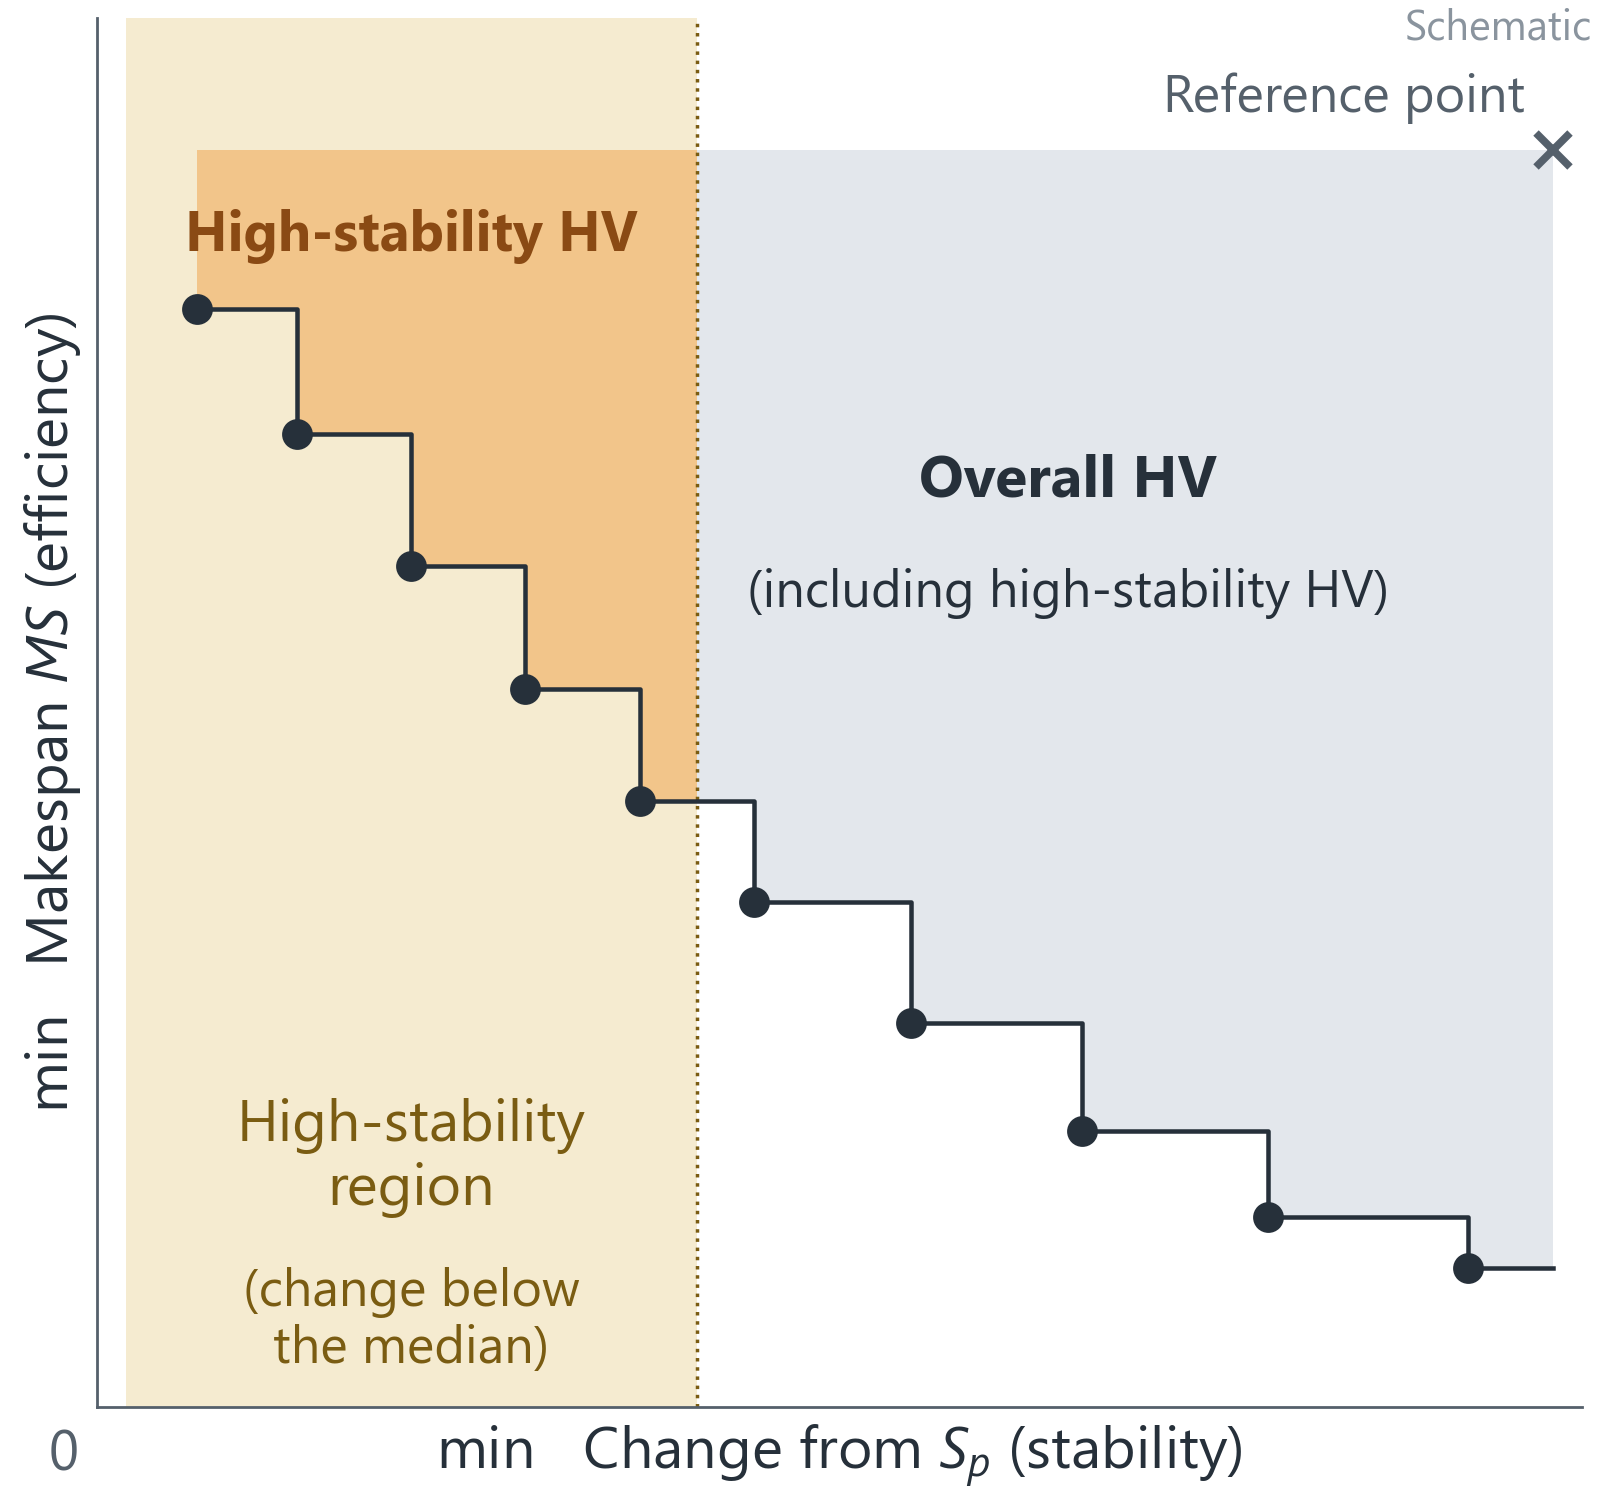 Schematic
Reference point
High-stability HV
Overall HV
(including high-stability HV)
High-stability
region
(change below
the median)
min Makespan MS (efficiency)
0
min Change from Sp (stability)